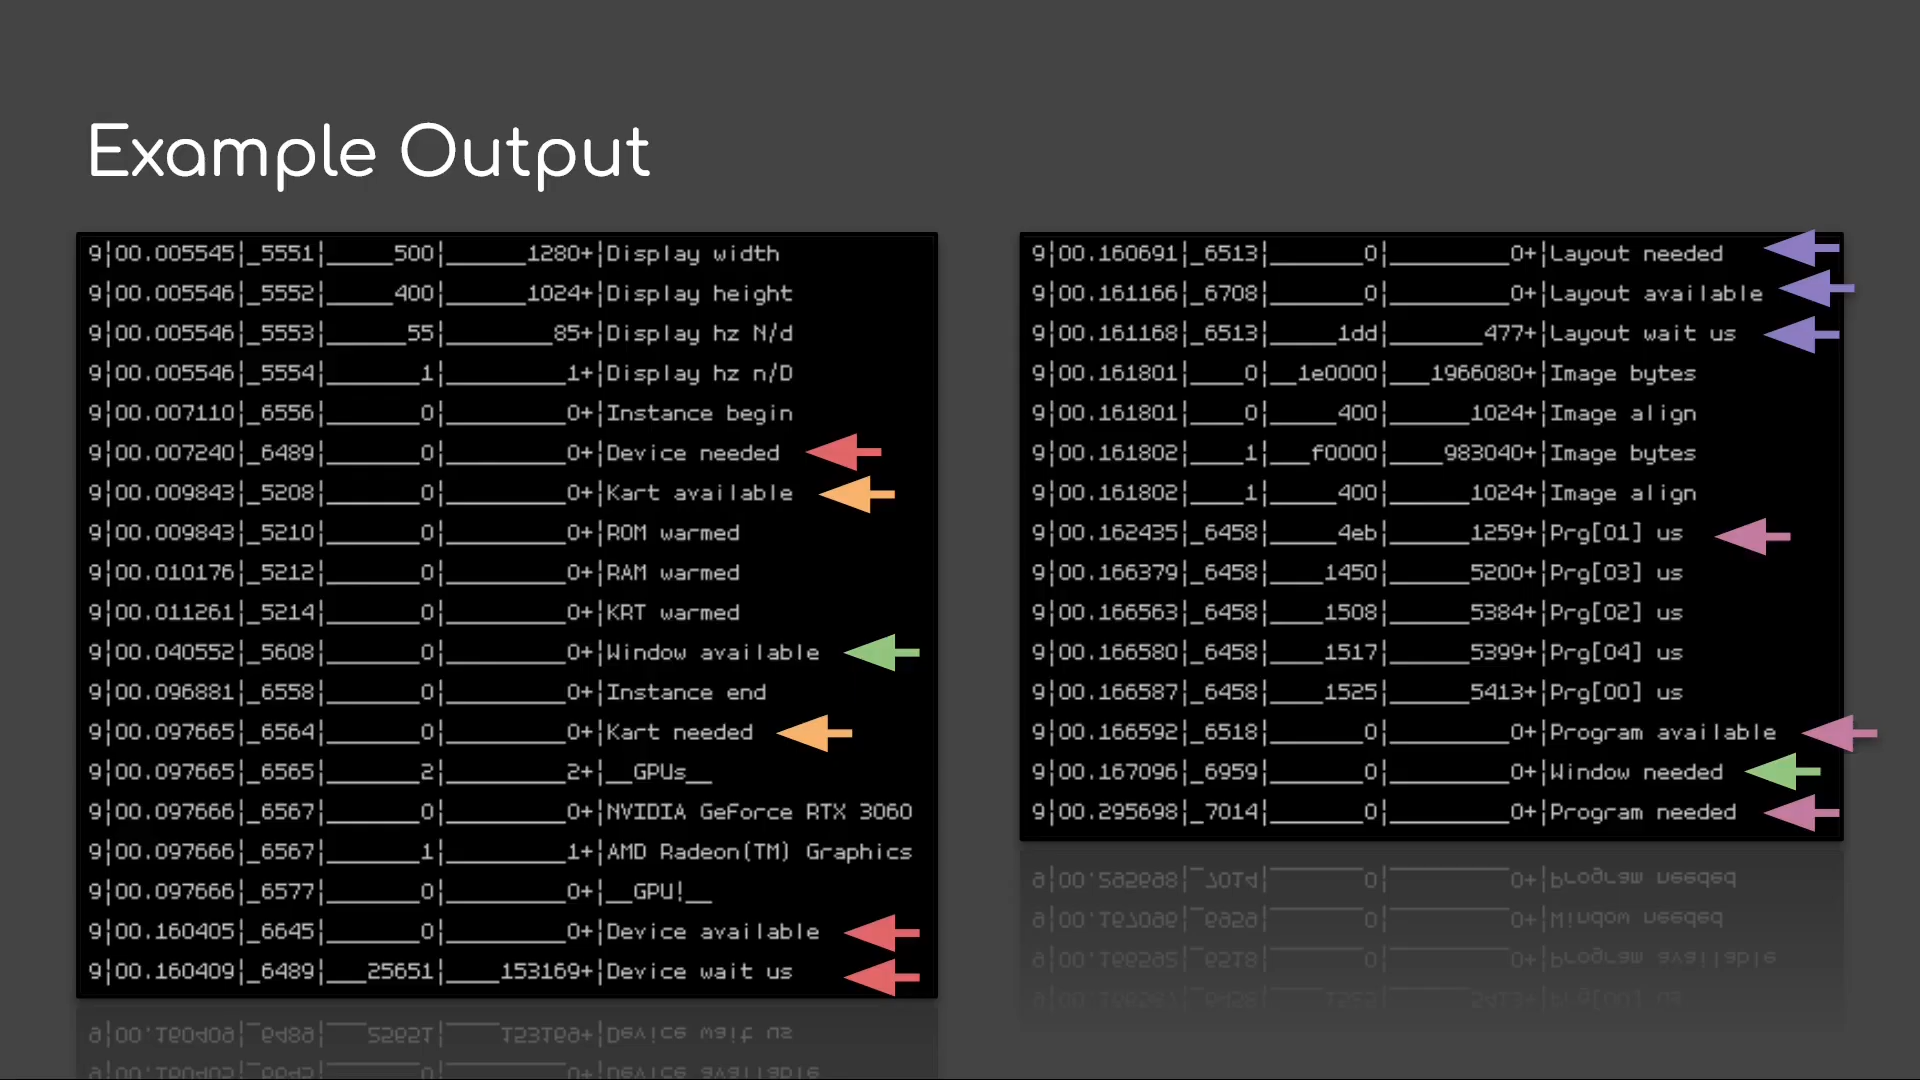 Example Output
9|00.005545|_5551|_____500|______1280+|Display width
9|00.005546|_5552|_____400|______1024+|Display height
9|00.005546|_5553|______55|________85+|Display hz N/d
9|00.005546|_5554|_______1|_________1+|Display hz n/D
9|00.007110|_6556|_______0|_________0+|Instance begin
9|00.007240|_6489|_______0|_________0+|Device needed
9|00.009843|_5208|_______0|_________0+|Kart available
9|00.009843|_5210|_______0|_________0+|ROM warmed
9|00.010176|_5212|_______0|_________0+|RAM warmed
9|00.011261|_5214|_______0|_________0+|KRT warmed
9|00.040552|_5608|_______0|_________0+|Window available
9|00.096881|_6558|_______0|_________0+|Instance end
9|00.097665|_6564|_______0|_________0+|Kart needed
9|00.097665|_6565|_______2|_________2+|__GPUs__
9|00.097666|_6567|_______0|_________0+|NVIDIA GeForce RTX 3060
9|00.097666|_6567|_______1|_________1+|AMD Radeon(TM) Graphics
9|00.097666|_6577|_______0|_________0+|__GPU!__
9|00.160405|_6645|_______0|_________0+|Device available
9|00.160409|_6489|___25651|____153169+|Device wait us
9|00.160691|_6513|_______0|_________0+|Layout needed
9|00.161166|_6708|_______0|_________0+|Layout available
9|00.161168|_6513|_____1dd|_______477+|Layout wait us
9|00.161801|____0|__1e0000|___1966080+|Image bytes
9|00.161801|____0|_____400|______1024+|Image align
9|00.161802|____1|___f0000|____983040+|Image bytes
9|00.161802|____1|_____400|______1024+|Image align
9|00.162435|_6458|_____4eb|______1259+|Prg[01] us
9|00.166379|_6458|____1450|______5200+|Prg[03] us
9|00.166563|_6458|____1508|______5384+|Prg[02] us
9|00.166580|_6458|____1517|______5399+|Prg[04] us
9|00.166587|_6458|____1525|______5413+|Prg[00] us
9|00.166592|_6518|_______0|_________0+|Program available
9|00.167096|_6959|_______0|_________0+|Window needed
9|00.295698|_7014|_______0|_________0+|Program needed